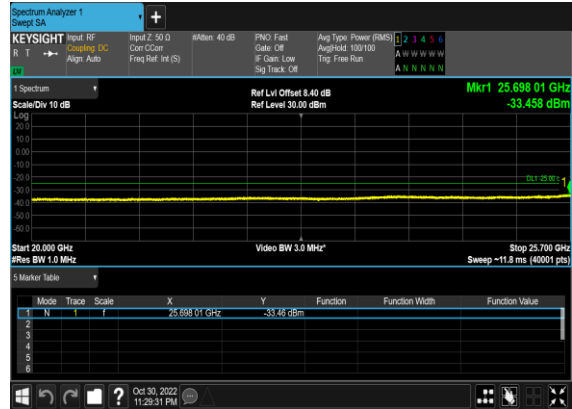 Spectrum Analyzer 1
Swept SA
+
KEYSIGHT Input: RF Input Z: 50 Ω #Atten: 40 dB PNO: Fast Avg Type: Power (RMS) 1 2 3 4 5 6
R T Coupling: DC Corr CCorr Gate: Off Avg|Hold: 100/100 A W W W W W
Align: Auto Freq Ref: Int (S) IF Gain: Low Trig: Free Run
Sig Track: Off A N N N N N
1 Spectrum
Ref Lvl Offset 8.40 dB Mkr1 25.698 01 GHz
Scale/Div 10 dB Ref Level 30.00 dBm -33.458 dBm
Log
20.0
10.0
0.00
-10.0
-20.0
1
-30.0
-40.0
-50.0
-60.0
Start 20.000 GHz Video BW 3.0 MHz* Stop 25.700 GHz
#Res BW 1.0 MHz Sweep ~11.8 ms (40001 pts)
5 Marker Table
Mode Trace Scale X Y Function Function Width Function Value
1 N 1 f 25.698 01 GHz -33.46 dBm
2
3
4
5
6
? Oct 30, 2022
11:29:31 PM